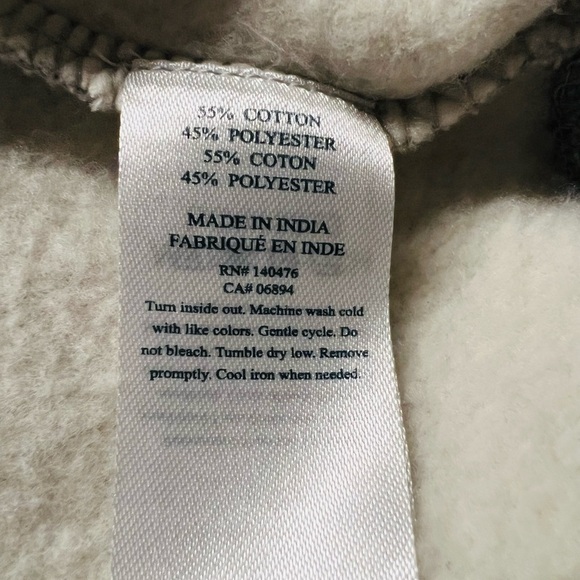 55% COTTON
45% POLYESTER
55% COTON
45% POLYESTER
MADE IN INDIA
FABRIQUÉ EN INDE
RN# 140476
CA# 06894
Turn inside out. Machine wash cold
with like colors. Gentle cycle. Do
not bleach. Tumble dry low. Remove
promptly. Cool iron when needed.